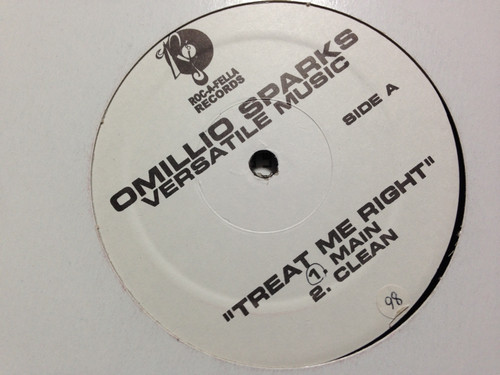 ROC-A-FELLA
RECORDS
OMILLIO SPARKS
VERSATILE MUSIC
SIDE A
"TREAT ME RIGHT"
1. MAIN
2. CLEAN
98